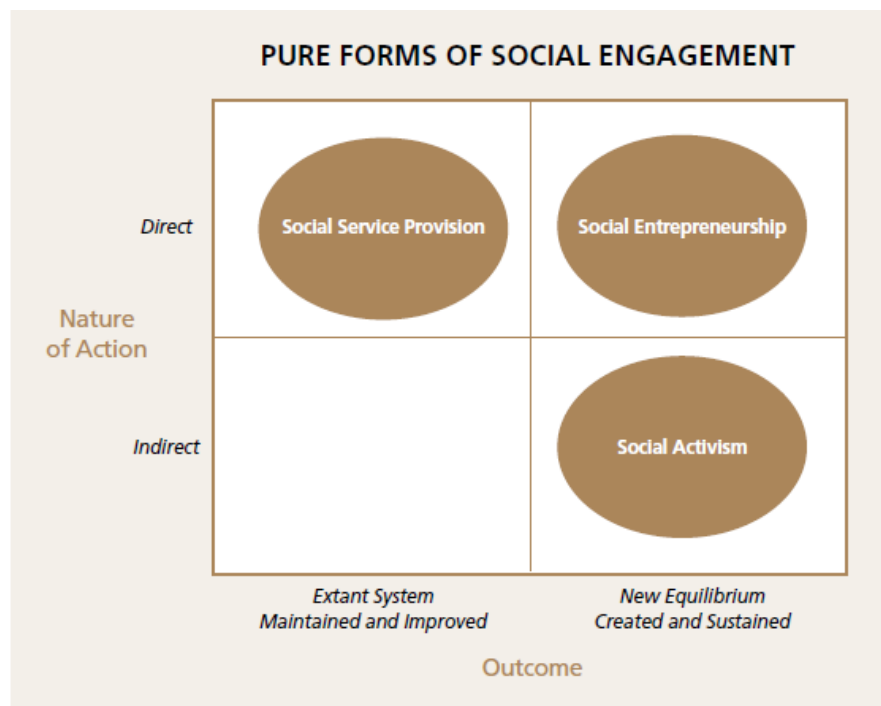 PURE FORMS OF SOCIAL ENGAGEMENT
Direct
Social Service Provision
Social Entrepreneurship
Nature
of Action
Indirect
Social Activism
Extant System
Maintained and Improved
New Equilibrium
Created and Sustained
Outcome